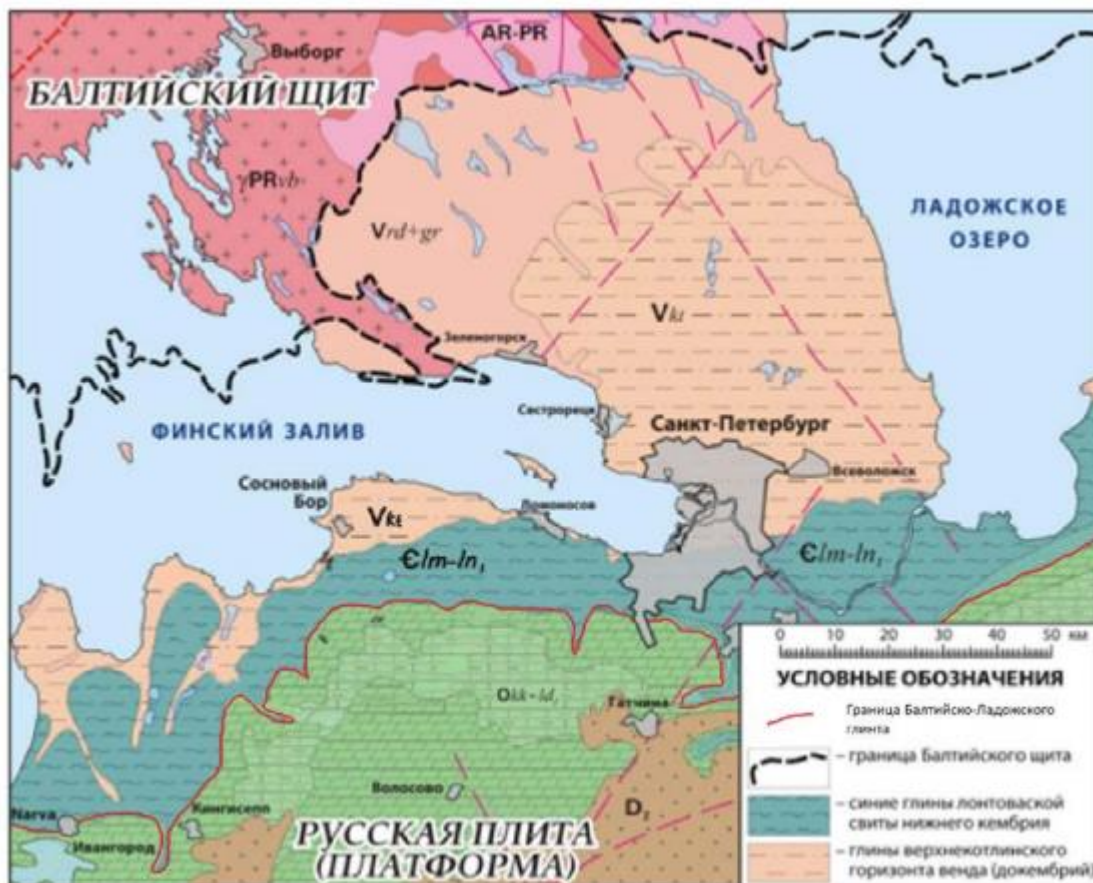 Выборг
AR-PR
БАЛТИЙСКИЙ ЩИТ
γPRvb
Vrd+gr
ЛАДОЖСКОЕ
ОЗЕРО
Vkt
Зеленогорск
Сестрорецк
Санкт-Петербург
ФИНСКИЙ ЗАЛИВ
Всеволожск
Сосновый
Бор
Ломоносов
Vkt
Єlm-ln₁
Єlm-ln₁
0 10 20 30 40 50 км
УСЛОВНЫЕ ОБОЗНАЧЕНИЯ
Граница Балтийско-Ладожского
глинта
– граница Балтийского щита
– синие глины лонтоваской
свиты нижнего кембрия
– глины верхнекотлинского
горизонта венда (докембрий)
Гатчина
Волосово
Narva
Кингисепп
Ивангород
РУССКАЯ ПЛИТА
(ПЛАТФОРМА)